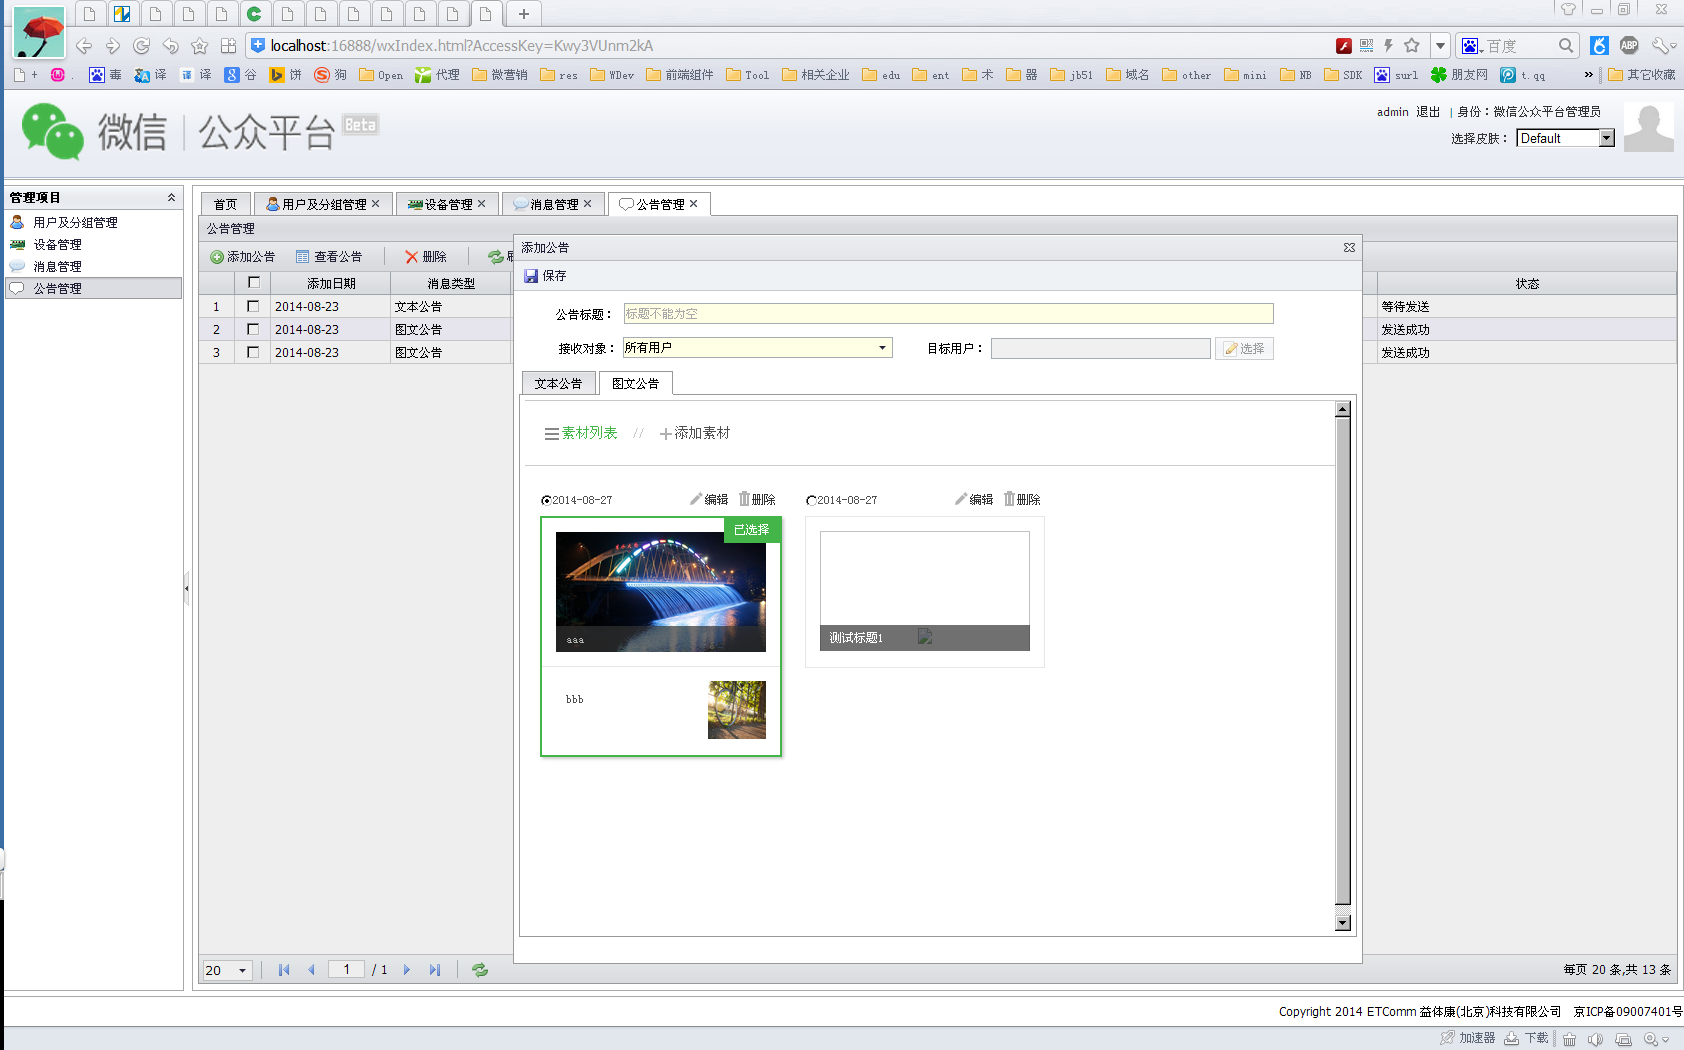 localhost:16888/wxIndex.html?AccessKey=Kwy3VUnm2kA
百度
ABP
+ . 毒 译 译 谷 饼 狗 Open 代理 微营销 res WDev 前端组件 Tool 相关企业 edu ent 术 器 jb51 域名 other mini NB SDK surl 朋友网 t.qq » 其它收藏
微信 | 公众平台 Beta
admin 退出 | 身份：微信公众平台管理员
选择皮肤： Default
管理项目
用户及分组管理
设备管理
消息管理
公告管理
首页 用户及分组管理 设备管理 消息管理 公告管理
公告管理
添加公告 查看公告 删除
添加日期 消息类型 状态
1 2014-08-23 文本公告 等待发送
2 2014-08-23 图文公告 发送成功
3 2014-08-23 图文公告 发送成功
添加公告
保存
公告标题： 标题不能为空
接收对象： 所有用户 目标用户： 选择
文本公告 图文公告
素材列表 // 添加素材
2014-08-27 编辑 删除
已选择
aaa
bbb
2014-08-27 编辑 删除
测试标题1
20 1 / 1
每页 20 条,共 13 条
Copyright 2014 ETComm 益体康(北京)科技有限公司 京ICP备09007401号
加速器 下载